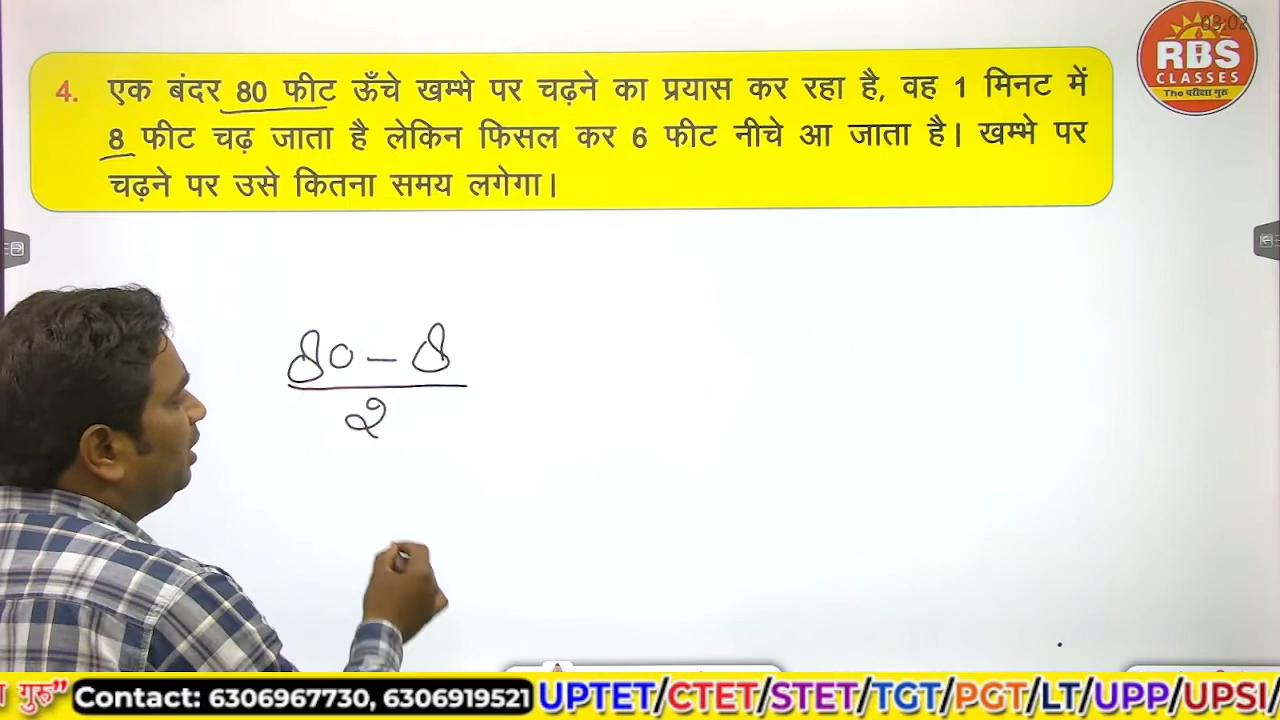 03:02
RBS
CLASSES
The परीक्षा गुरू
4. एक बंदर 80 फीट ऊँचे खम्भे पर चढ़ने का प्रयास कर रहा है, वह 1 मिनट में
8 फीट चढ़ जाता है लेकिन फिसल कर 6 फीट नीचे आ जाता है। खम्भे पर
चढ़ने पर उसे कितना समय लगेगा।
80 – 8
2
गुरू” Contact: 6306967730, 6306919521 UPTET/CTET/STET/TGT/PGT/LT/UPP/UPSI/